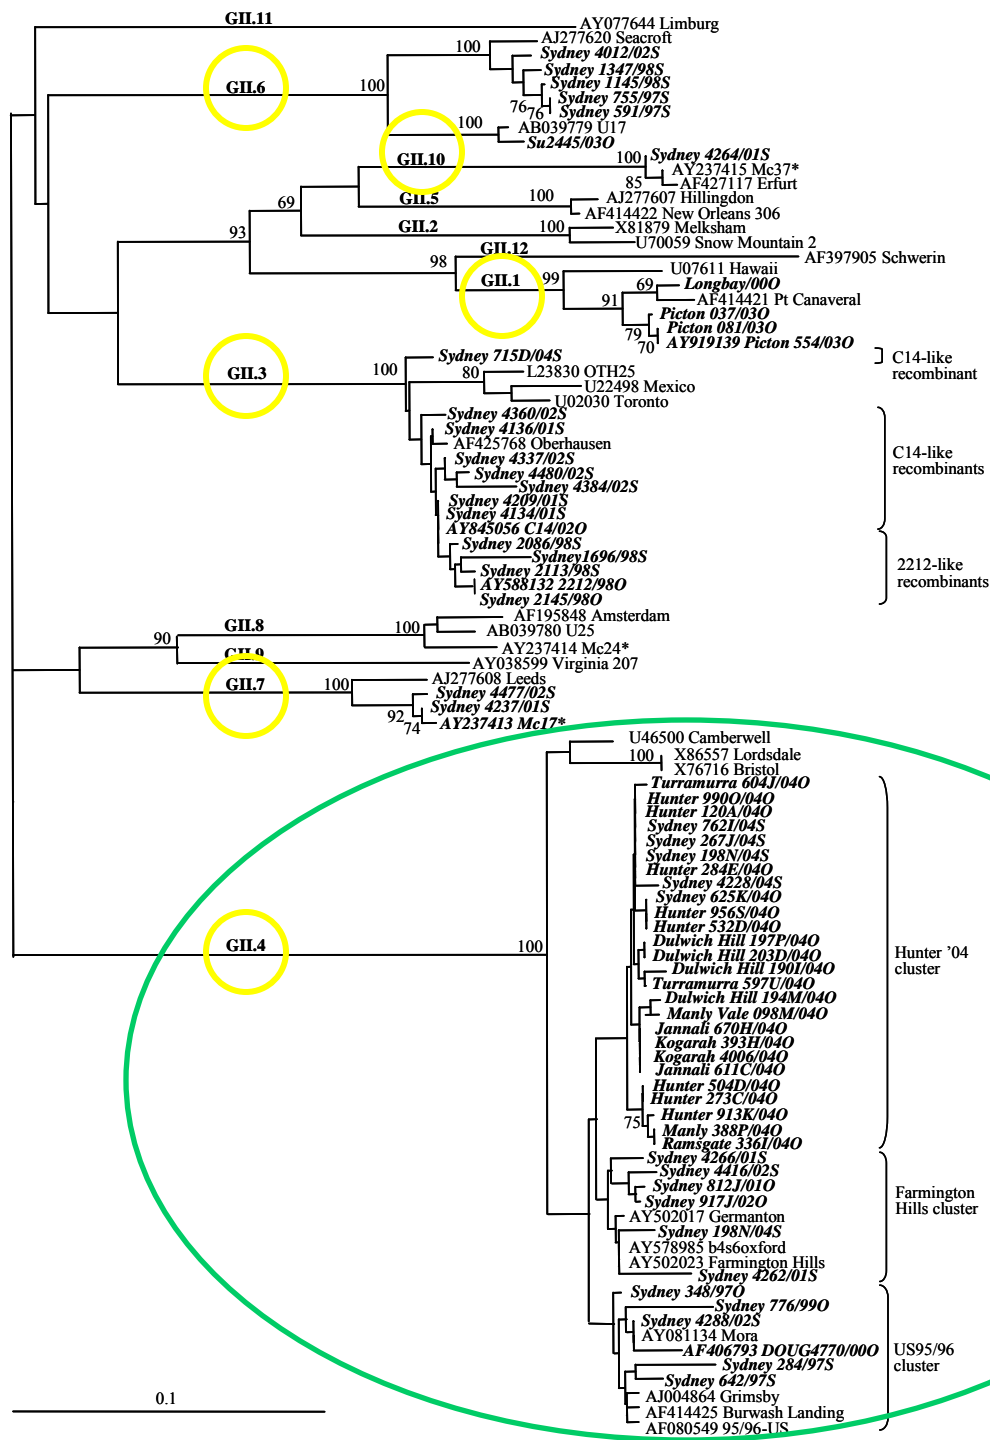 GII.11
AY077644 Limburg
AJ277620 Seacroft
100
Sydney 4012/02S
GII.6
100
Sydney 1347/98S
Sydney 1145/98S
Sydney 755/97S
76
76
Sydney 591/97S
100
AB039779 U17
Su2445/03O
GII.10
100
Sydney 4264/01S
AY237415 Mc37*
85
AF427117 Erfurt
GII.5
100
AJ277607 Hillingdon
69
AF414422 New Orleans 306
93
GII.2
100
X81879 Melksham
U70059 Snow Mountain 2
GII.12
AF397905 Schwerin
98
GII.1
99
U07611 Hawaii
69
Longbay/00O
91
AF414421 Pt Canaveral
Picton 037/03O
79
Picton 081/03O
70
AY919139 Picton 554/03O
GII.3
100
Sydney 715D/04S
C14-like
recombinant
80
L23830 OTH25
U22498 Mexico
U02030 Toronto
Sydney 4360/02S
Sydney 4136/01S
AF425768 Oberhausen
C14-like
recombinants
Sydney 4337/02S
Sydney 4480/02S
Sydney 4384/02S
Sydney 4209/01S
Sydney 4134/01S
AY845056 C14/02O
Sydney 2086/98S
Sydney1696/98S
2212-like
recombinants
Sydney 2113/98S
AY588132 2212/98O
Sydney 2145/98O
GII.8
100
AF195848 Amsterdam
90
AB039780 U25
AY237414 Mc24*
GII.9
AY038599 Virginia 207
GII.7
100
AJ277608 Leeds
Sydney 4477/02S
Sydney 4237/01S
92
74
AY237413 Mc17*
U46500 Camberwell
100
X86557 Lordsdale
X76716 Bristol
Turramurra 604J/04O
Hunter 990O/04O
Hunter 120A/04O
Sydney 762I/04S
Sydney 267J/04S
Sydney 198N/04S
Hunter 284E/04O
Sydney 4228/04S
Sydney 625K/04O
Hunter 956S/04O
Hunter 532D/04O
GII.4
100
Dulwich Hill 197P/04O
Dulwich Hill 203D/04O
Hunter ’04
cluster
Dulwich Hill 190I/04O
Turramurra 597U/04O
Dulwich Hill 194M/04O
Manly Vale 098M/04O
Jannali 670H/04O
Kogarah 393H/04O
Kogarah 4006/04O
Jannali 611C/04O
Hunter 504D/04O
Hunter 273C/04O
75
Hunter 913K/04O
Manly 388P/04O
Ramsgate 336I/04O
Sydney 4266/01S
Sydney 4416/02S
Sydney 812J/01O
Sydney 917J/02O
Farmington
Hills cluster
AY502017 Germanton
Sydney 198N/04S
AY578985 b4s6oxford
AY502023 Farmington Hills
Sydney 4262/01S
Sydney 348/97O
Sydney 776/99O
Sydney 4288/02S
AY081134 Mora
AF406793 DOUG4770/00O
US95/96
cluster
Sydney 284/97S
Sydney 642/97S
AJ004864 Grimsby
AF414425 Burwash Landing
AF080549 95/96-US
0.1